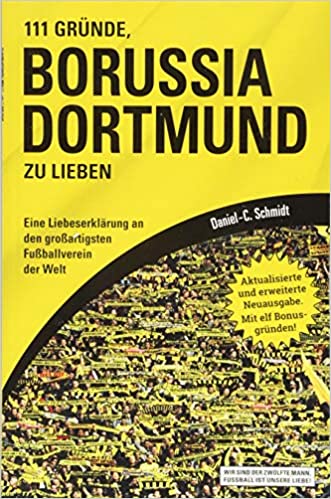 111 GRÜNDE,
BORUSSIA
DORTMUND
ZU LIEBEN
Eine Liebeserklärung an
den großartigsten
Fußballverein
der Welt
Daniel-C. Schmidt
Aktualisierte
und erweiterte
Neuausgabe.
Mit elf Bonus-
gründen!
WIR SIND DER ZWÖLFTE MANN,
FUSSBALL IST UNSERE LIEBE!